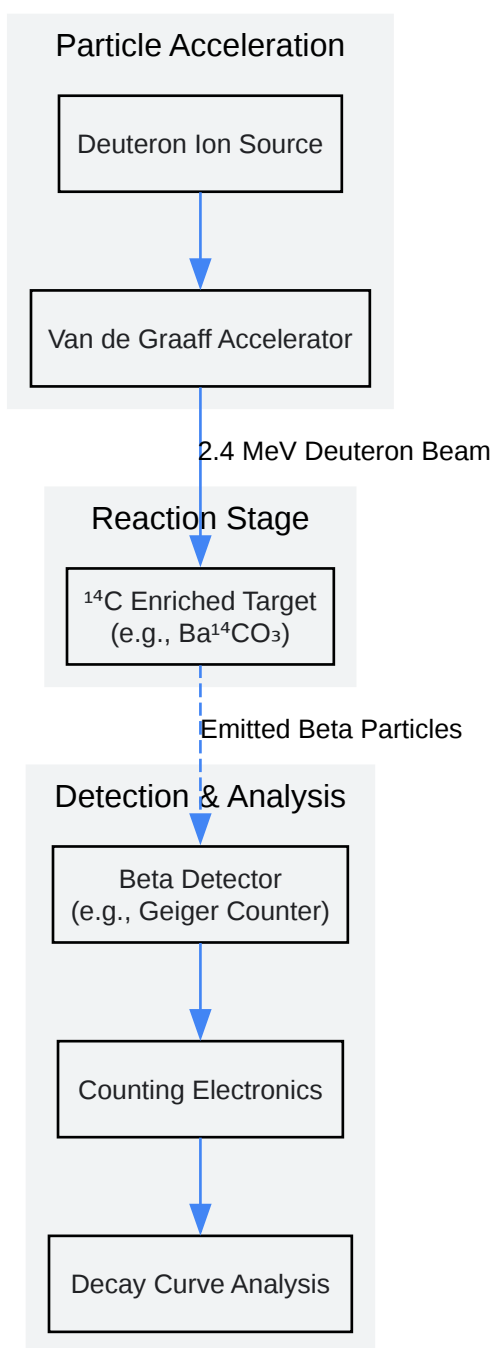 Particle Acceleration
Deuteron Ion Source
Van de Graaff Accelerator
2.4 MeV Deuteron Beam
Reaction Stage
¹⁴C Enriched Target
(e.g., Ba¹⁴CO₃)
Emitted Beta Particles
Detection & Analysis
Beta Detector
(e.g., Geiger Counter)
Counting Electronics
Decay Curve Analysis